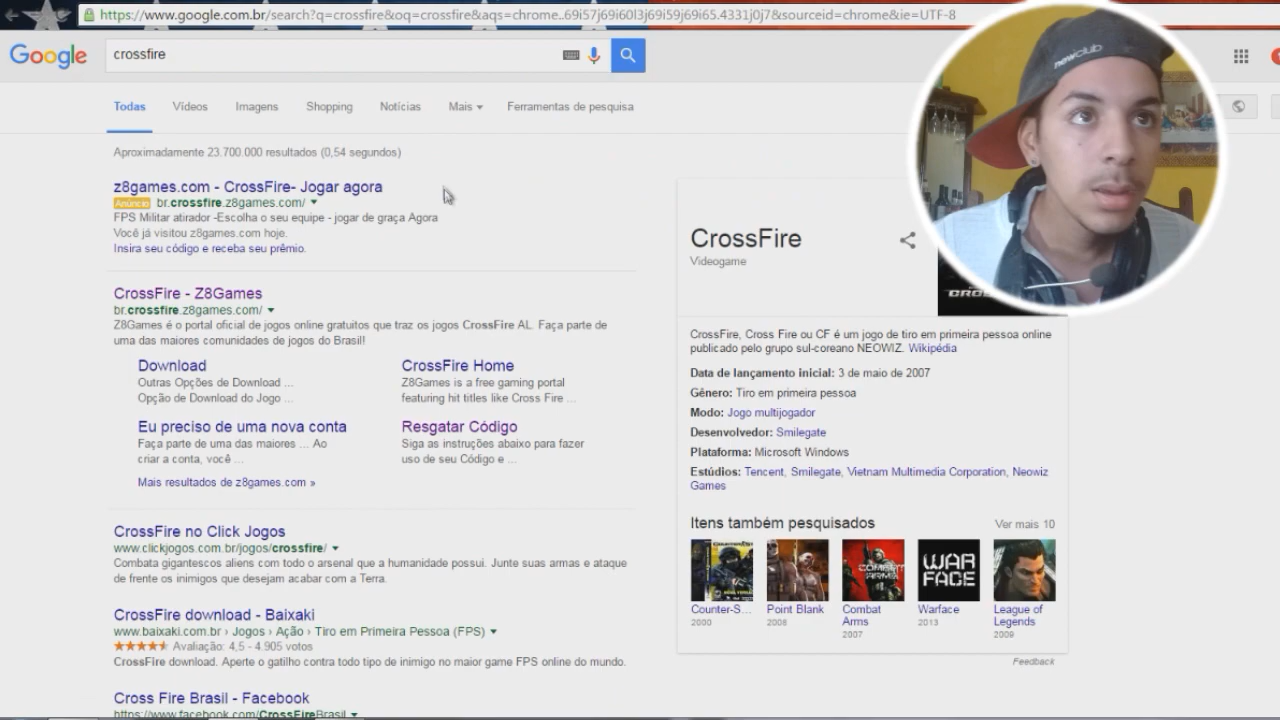 https://www.google.com.br/search?q=crossfire&oq=crossfire&aqs=chrome..69i57j69i60l3j69i59j69i65.4331j0j7&sourceid=chrome&ie=UTF-8
Google
crossfire
Todas
Vídeos
Imagens
Shopping
Notícias
Mais
Ferramentas de pesquisa
Aproximadamente 23.700.000 resultados (0,54 segundos)
z8games.com - CrossFire- Jogar agora
Anúncio br.crossfire.z8games.com/
FPS Militar atirador -Escolha o seu equipe - jogar de graça Agora
Você já visitou z8games.com hoje.
Insira seu código e receba seu prêmio.
CrossFire - Z8Games
br.crossfire.z8games.com/
Z8Games é o portal oficial de jogos online gratuitos que traz os jogos CrossFire AL. Faça parte de
uma das maiores comunidades de jogos do Brasil!
Download
Outras Opções de Download ...
Opção de Download do Jogo ...
CrossFire Home
Z8Games is a free gaming portal
featuring hit titles like Cross Fire ...
Eu preciso de uma nova conta
Faça parte de uma das maiores ... Ao
criar a conta, você ...
Resgatar Código
Siga as instruções abaixo para fazer
uso de seu Código e ...
Mais resultados de z8games.com »
CrossFire no Click Jogos
www.clickjogos.com.br/jogos/crossfire/
Combata gigantescos aliens com todo o arsenal que a humanidade possui. Junte suas armas e ataque
de frente os inimigos que desejam acabar com a Terra.
CrossFire download - Baixaki
www.baixaki.com.br › Jogos › Ação › Tiro em Primeira Pessoa (FPS)
Avaliação: 4,5 - 4.905 votos
CrossFire download. Aperte o gatilho contra todo tipo de inimigo no maior game FPS online do mundo.
Cross Fire Brasil - Facebook
https://www.facebook.com/CrossFireBrasil
newclub
CrossFire
Videogame
CrossFire, Cross Fire ou CF é um jogo de tiro em primeira pessoa online
publicado pelo grupo sul-coreano NEOWIZ. Wikipédia
Data de lançamento inicial: 3 de maio de 2007
Gênero: Tiro em primeira pessoa
Modo: Jogo multijogador
Desenvolvedor: Smilegate
Plataforma: Microsoft Windows
Estúdios: Tencent, Smilegate, Vietnam Multimedia Corporation, Neowiz
Games
Itens também pesquisados
Ver mais 10
COMBAT
ARMS
WAR
FACE
Counter-S...
2000
Point Blank
2008
Combat
Arms
2007
Warface
2013
League of
Legends
2009
Feedback